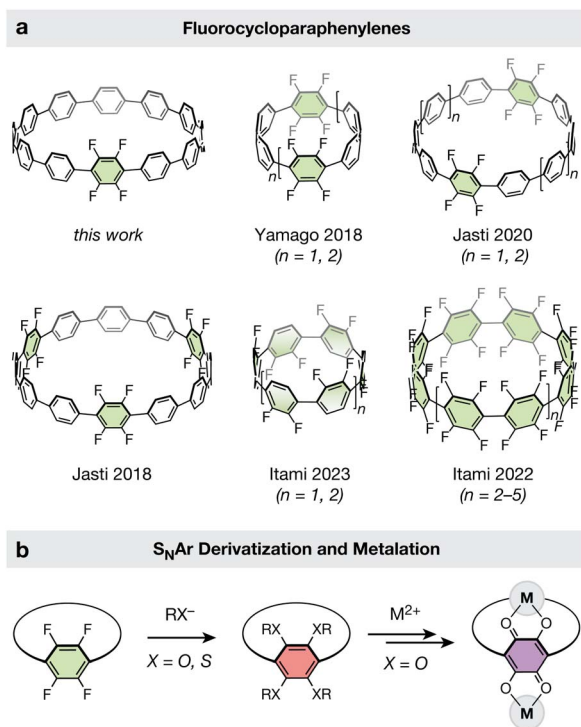 a Fluorocycloparaphenylenes
F F
F F
this work
F F
F F
n
F F
n
F F
Yamago 2018
(n = 1, 2)
F F
F F
n
F F
n
F F
Jasti 2020
(n = 1, 2)
F F
F F
F F
F F
F F
F F
Jasti 2018
F F
F F
F F
F F
n
Itami 2023
(n = 1, 2)
F F
F F
F F
F F
F F
F F
n
F F
Itami 2022
(n = 2–5)
b SNAr Derivatization and Metalation
F F
F F
RX–
X = O, S
RX XR
RX XR
M2+
X = O
M
O O
O O
M